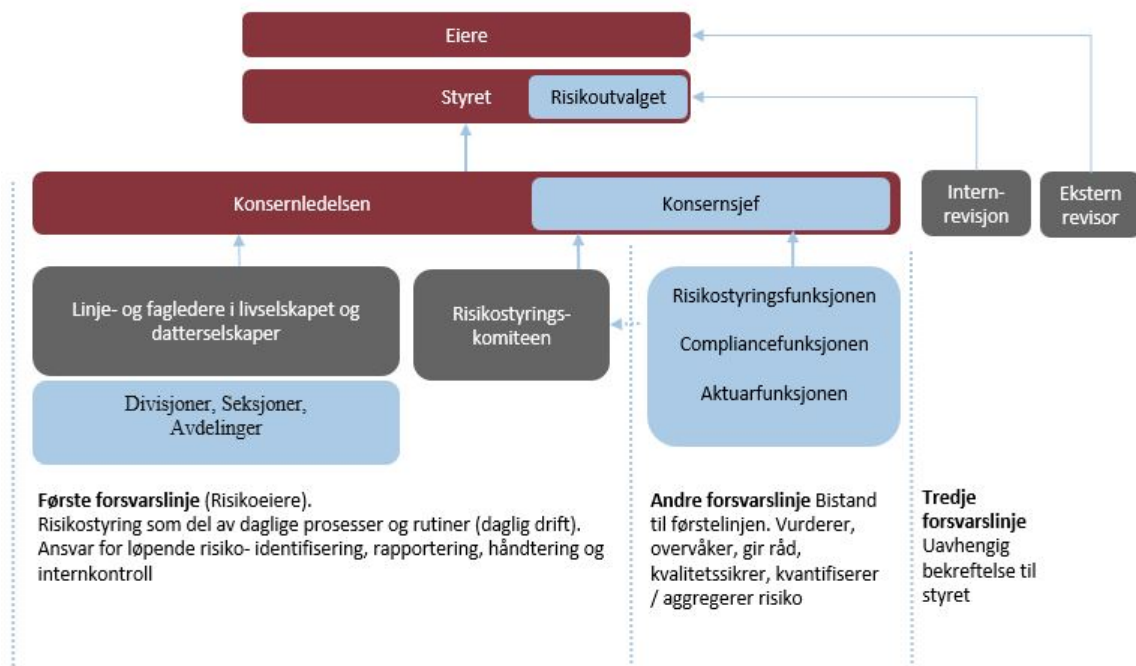 Eiere
Styret
Risikoutvalget
Konsernledelsen
Konsernsjef
Intern-
revisjon
Ekstern
revisor
Linje- og fagledere i livselskapet og
datterselskaper
Risikostyrings-
komiteen
Risikostyringsfunksjonen
Compliancefunksjonen
Aktuarfunksjonen
Divisjoner, Seksjoner,
Avdelinger
Første forsvarslinje (Risikoeiere).
Risikostyring som del av daglige prosesser og rutiner (daglig drift).
Ansvar for løpende risiko- identifisering, rapportering, håndtering og
internkontroll
Andre forsvarslinje Bistand
til førstelinjen. Vurderer,
overvåker, gir råd,
kvalitetssikrer, kvantifiserer
/ aggregerer risiko
Tredje
forsvarslinje
Uavhengig
bekreftelse til
styret